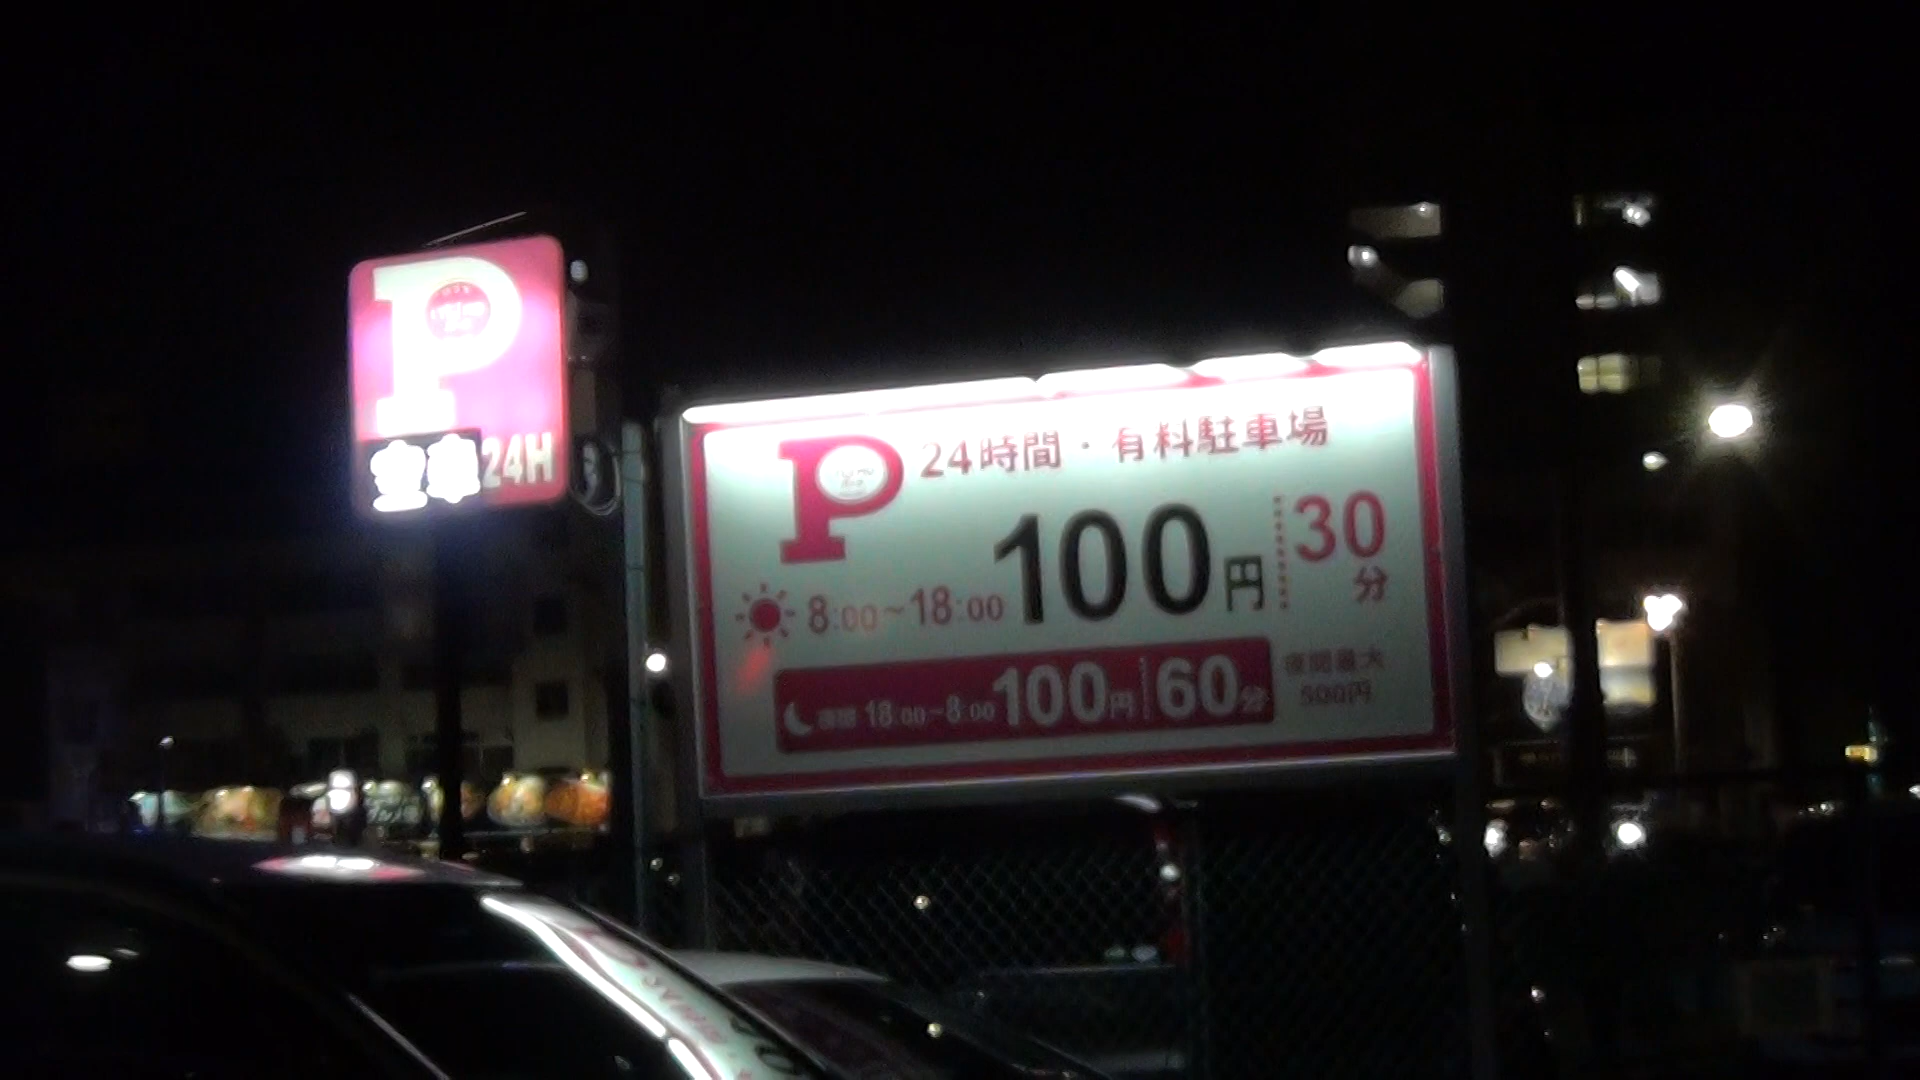 P
空車 24H
P 24時間・有料駐車場
8:00~18:00 100円 30分
夜間 18:00~8:00 100円 60分
夜間最大
500円